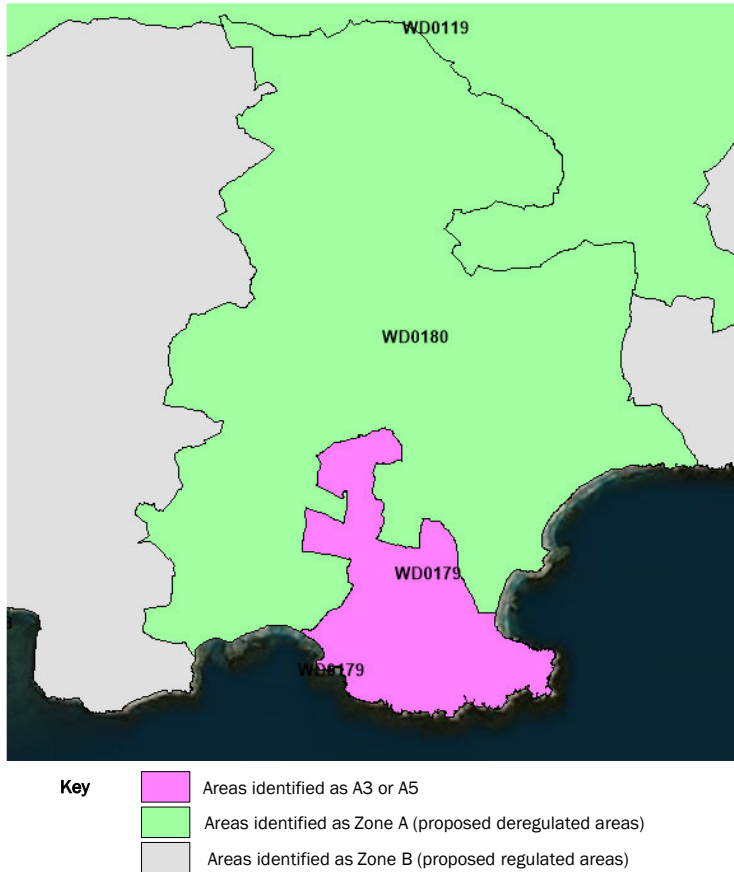 WD0119
WD0180
WD0179
WD0179
Key
Areas identified as A3 or A5
Areas identified as Zone A (proposed deregulated areas)
Areas identified as Zone B (proposed regulated areas)